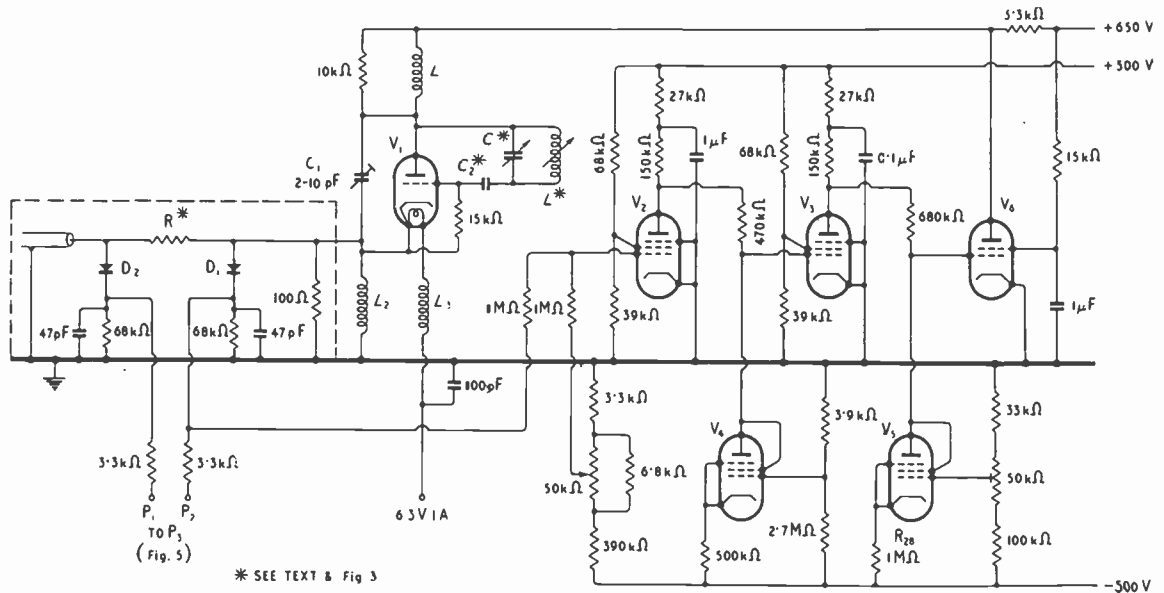 5.3kΩ
+650 V
+500 V
10kΩ
L
27kΩ
27kΩ
V1
C*
C2*
L*
C1
2-10 pF
15kΩ
68kΩ
150kΩ
1μF
68kΩ
150kΩ
0.1μF
15kΩ
R*
V2
470kΩ
V3
680kΩ
V6
D2
D1
100Ω
L2
L3
1MΩ
1MΩ
39kΩ
39kΩ
1μF
47pF
68kΩ
68kΩ
47pF
100pF
3.3kΩ
3.9kΩ
33kΩ
V4
V5
3.3kΩ
3.3kΩ
50kΩ
6.8kΩ
50kΩ
P1
P2
TO P3
(Fig. 5)
6.3V 1A
390kΩ
500kΩ
2.7MΩ
R28
1MΩ
100kΩ
* SEE TEXT & Fig 3
-500 V